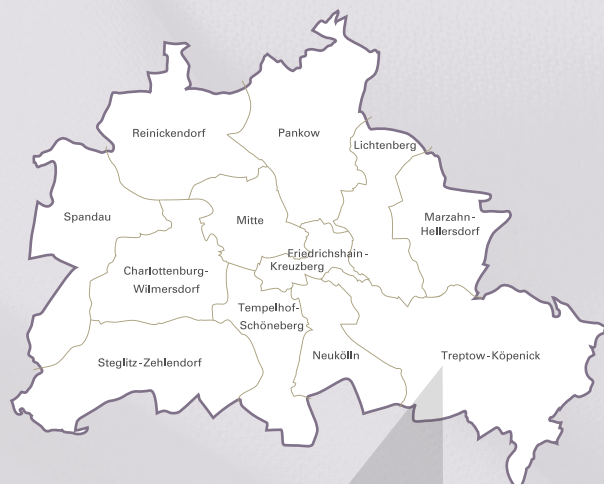 Reinickendorf
Pankow
Lichtenberg
Spandau
Mitte
Marzahn-
Hellersdorf
Friedrichshain-
Kreuzberg
Charlottenburg-
Wilmersdorf
Tempelhof-
Schöneberg
Steglitz-Zehlendorf
Neukölln
Treptow-Köpenick